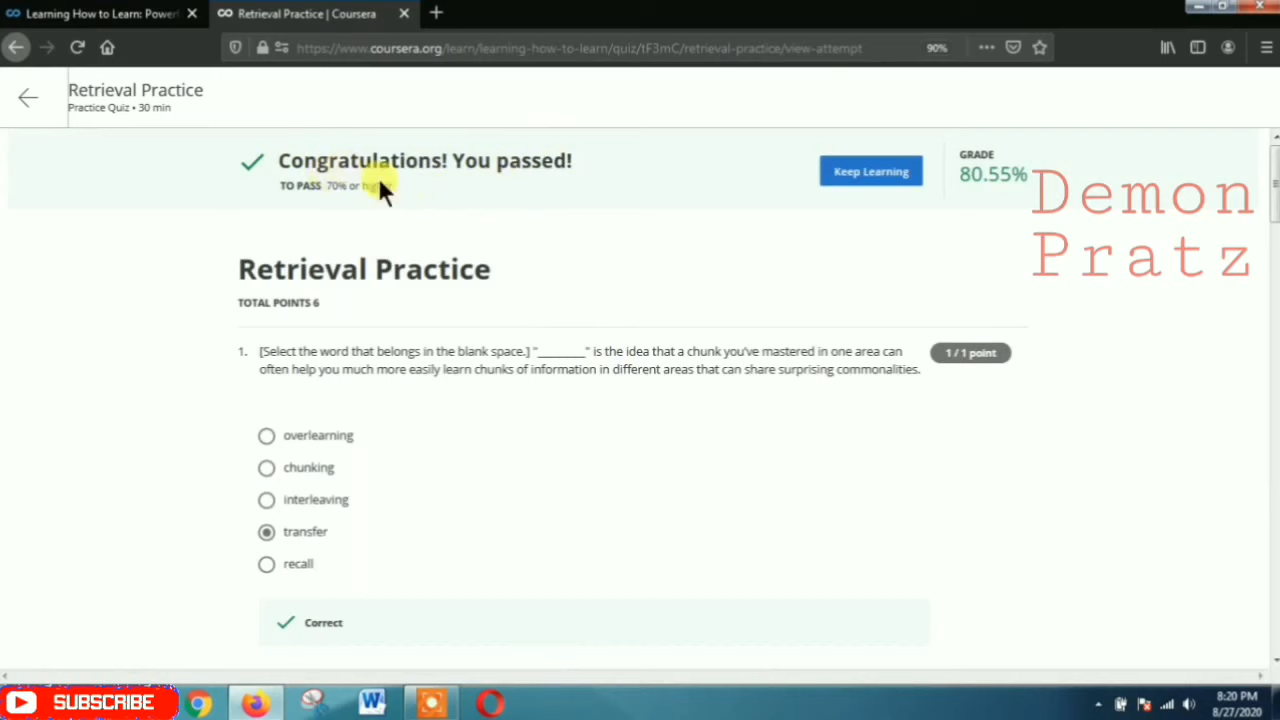 Learning How to Learn: Powerf
Retrieval Practice | Coursera
https://www.coursera.org/learn/learning-how-to-learn/quiz/tF3mC/retrieval-practice/view-attempt
90%
Retrieval Practice
Practice Quiz • 30 min
Congratulations! You passed!
TO PASS 70% or
Keep Learning
GRADE
80.55%
Demon
Pratz
Retrieval Practice
TOTAL POINTS 6
1. [Select the word that belongs in the blank space.] "________" is the idea that a chunk you've mastered in one area can
often help you much more easily learn chunks of information in different areas that can share surprising commonalities.
1 / 1 point
overlearning
chunking
interleaving
transfer
recall
Correct
SUBSCRIBE
8:20 PM
8/27/2020